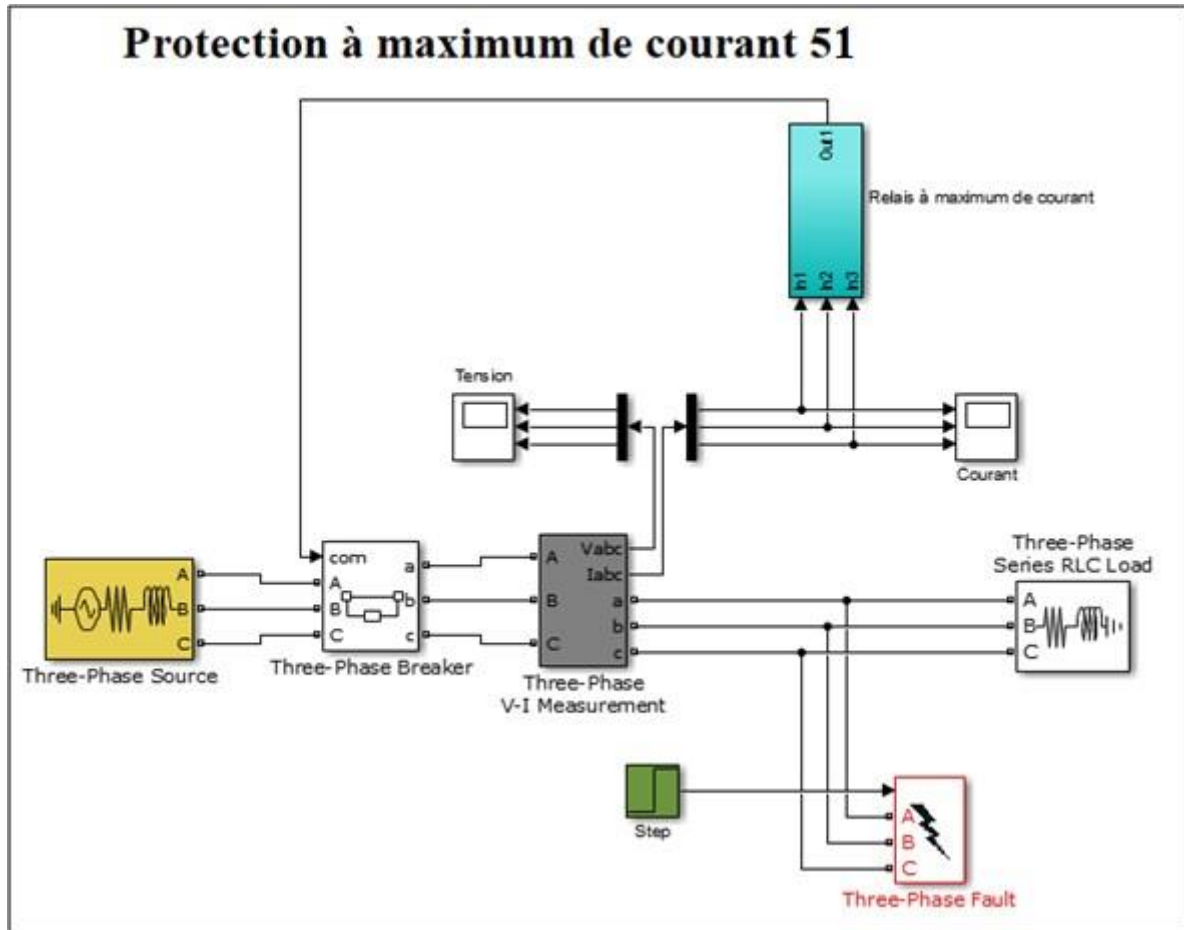 Protection à maximum de courant 51
Out1
Relais à maximum de courant
In1
In2
In3
Tension
Courant
com
A
B
C
a
b
c
A
B
C
Three-Phase Source
Three-Phase Breaker
A
B
C
Vabc
Iabc
a
b
c
Three-Phase
V-I Measurement
Three-Phase
Series RLC Load
A
B
C
Step
A
B
C
Three-Phase Fault